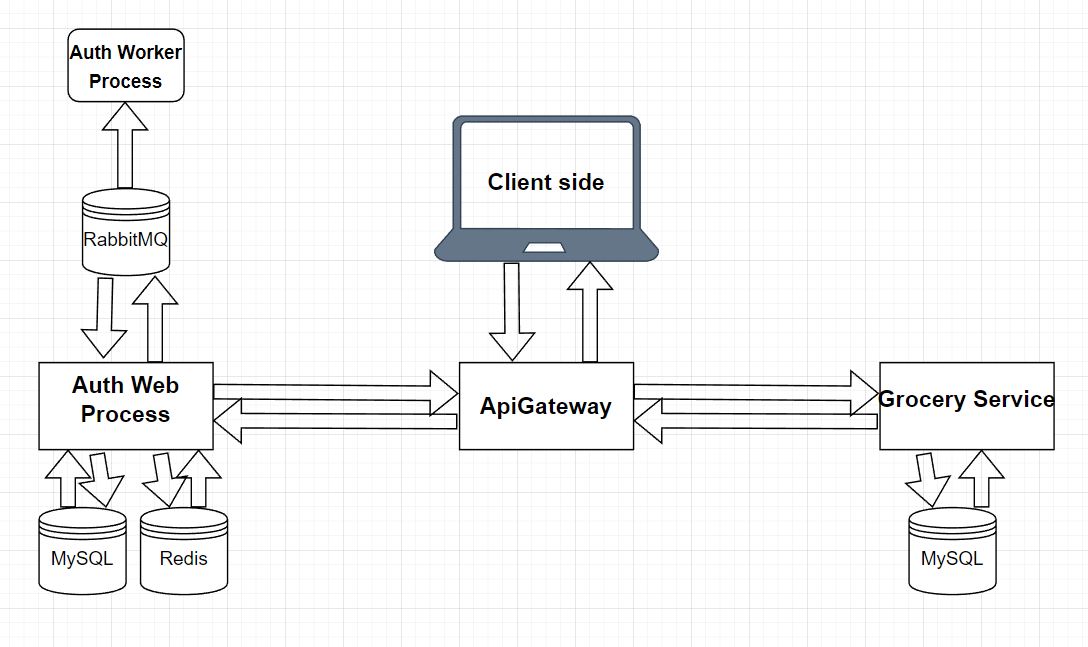 Auth Worker
Process
Client side
RabbitMQ
Auth Web
Process
ApiGateway
Grocery Service
MySQL
Redis
MySQL